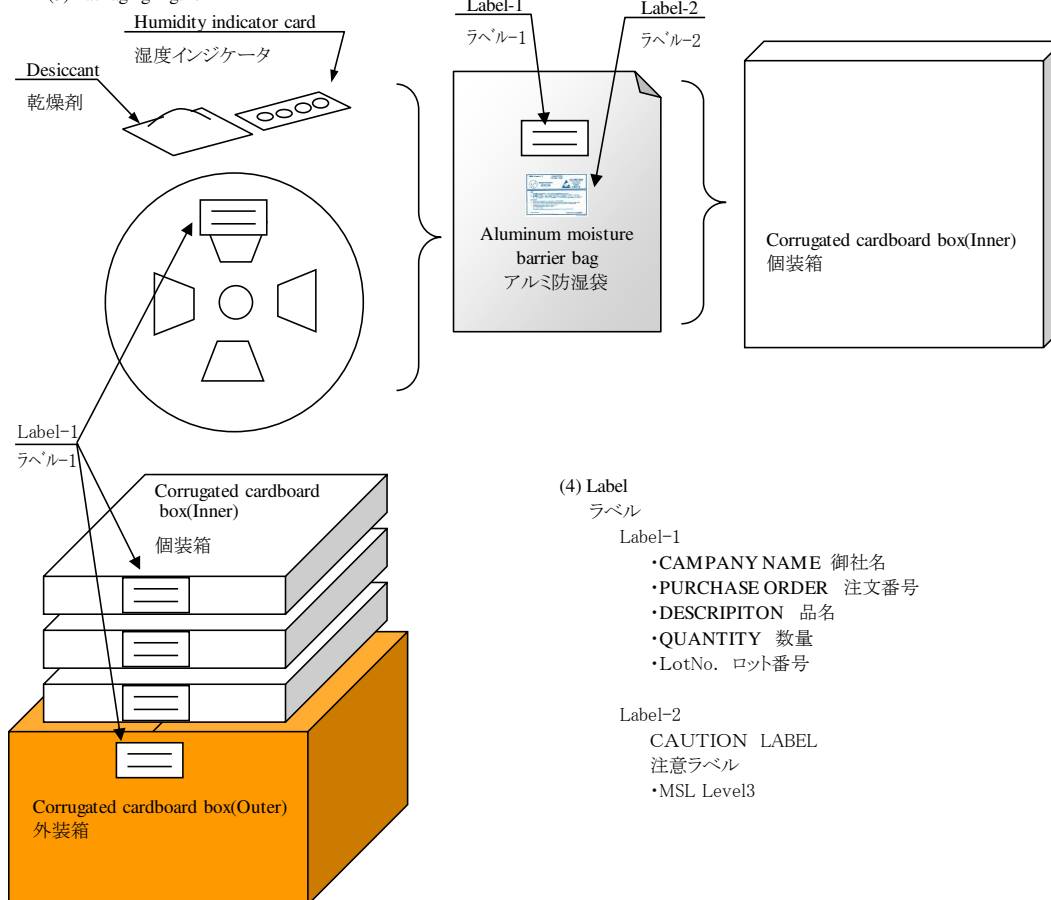 Humidity indicator card
湿度インジケータ
Desiccant
乾燥剤
Label-1
ラベル-1
Label-2
ラベル-2
Aluminum moisture
barrier bag
アルミ防湿袋
Corrugated cardboard box(Inner)
個装箱
Label-1
ラベル-1
Corrugated cardboard
box(Inner)
個装箱
Corrugated cardboard box(Outer)
外装箱
(4) Label
ラベル
Label-1
・CAMPANY NAME 御社名
・PURCHASE ORDER 注文番号
・DESCRIPITON 品名
・QUANTITY 数量
・LotNo. ロット番号
Label-2
CAUTION LABEL
注意ラベル
・MSL Level3